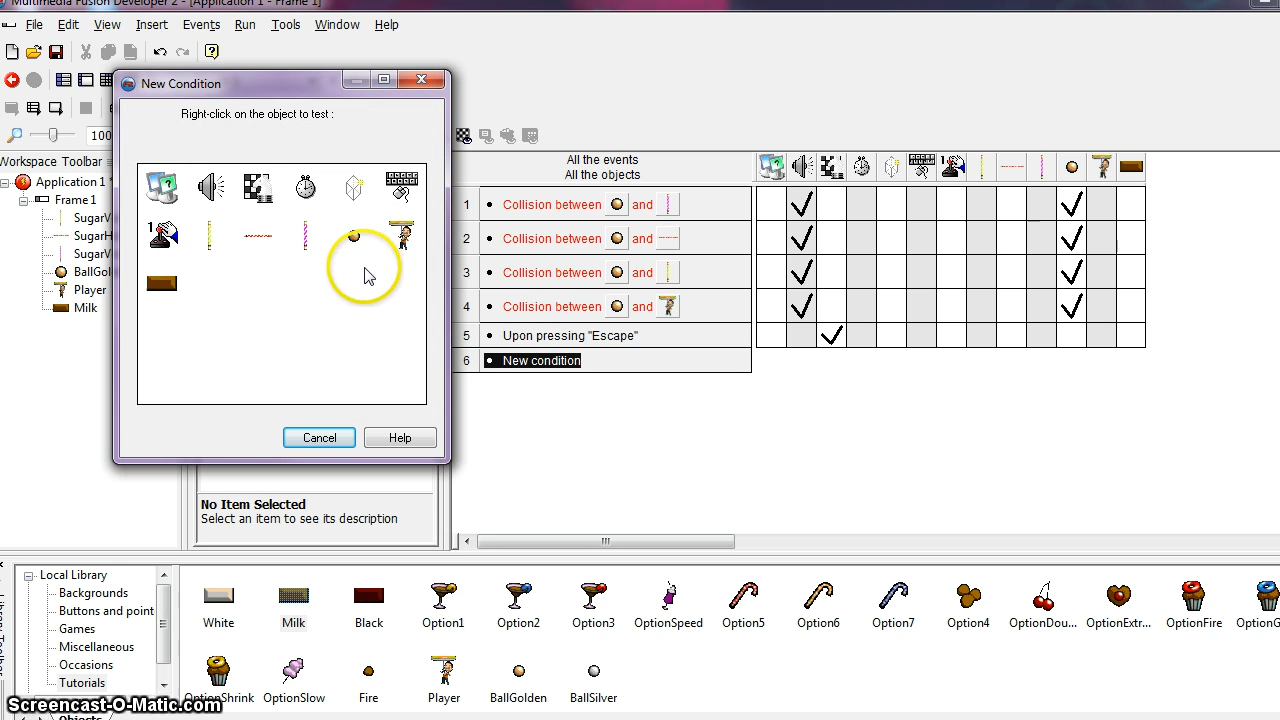 Multimedia Fusion Developer 2 - [Application 1 - Frame 1]
File Edit View Insert Events Run Tools Window Help
New Condition
Right-click on the object to test :
100
Workspace Toolbar
Application 1
Frame 1
SugarV
SugarH
SugarV
BallGol
Player
Milk
Cancel Help
No Item Selected
Select an item to see its description
All the events
All the objects
1 • Collision between and
2 • Collision between and
3 • Collision between and
4 • Collision between and
5 • Upon pressing "Escape"
6 • New condition
Local Library
Backgrounds
Buttons and point
Games
Miscellaneous
Occasions
Tutorials
White Milk Black Option1 Option2 Option3 OptionSpeed Option5 Option6 Option7 Option4 OptionDou... OptionExtr... OptionFire OptionG
OptionShrink OptionSlow Fire Player BallGolden BallSilver
Objects
Screencast-O-Matic.com